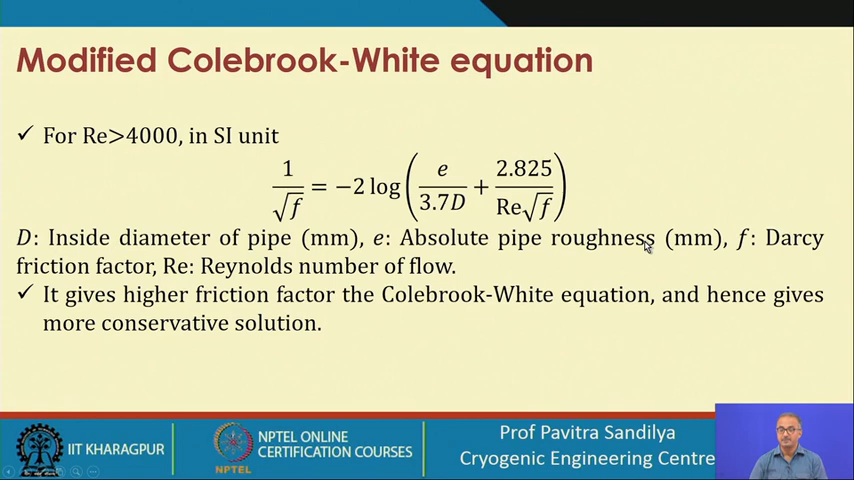 Modified Colebrook-White equation
✓ For Re>4000, in SI unit
1/√f = −2 log(e/3.7D + 2.825/Re√f)
D: Inside diameter of pipe (mm), e: Absolute pipe roughness (mm), f: Darcy
friction factor, Re: Reynolds number of flow.
✓ It gives higher friction factor the Colebrook-White equation, and hence gives
more conservative solution.
IIT KHARAGPUR
NPTEL
NPTEL ONLINE
CERTIFICATION COURSES
Prof Pavitra Sandilya
Cryogenic Engineering Centre